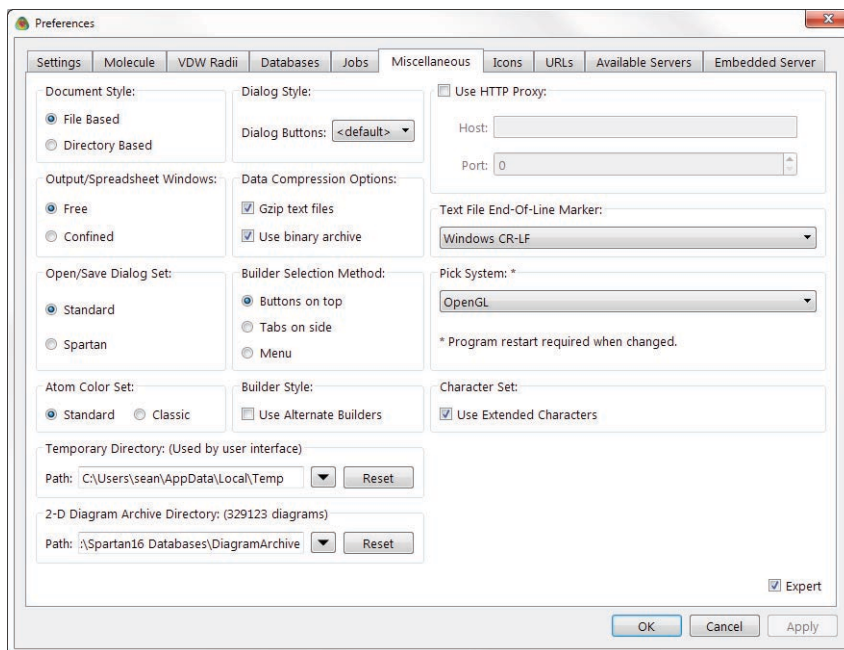 Preferences
Settings Molecule VDW Radii Databases Jobs Miscellaneous Icons URLs Available Servers Embedded Server
Document Style:
File Based
Directory Based
Dialog Style:
Dialog Buttons: <default>
Use HTTP Proxy:
Host:
Port: 0
Output/Spreadsheet Windows:
Free
Confined
Data Compression Options:
Gzip text files
Use binary archive
Text File End-Of-Line Marker:
Windows CR-LF
Open/Save Dialog Set:
Standard
Spartan
Builder Selection Method:
Buttons on top
Tabs on side
Menu
Pick System: *
OpenGL
* Program restart required when changed.
Atom Color Set:
Standard Classic
Builder Style:
Use Alternate Builders
Character Set:
Use Extended Characters
Temporary Directory: (Used by user interface)
Path: C:\Users\sean\AppData\Local\Temp Reset
2-D Diagram Archive Directory: (329123 diagrams)
Path: :\Spartan16 Databases\DiagramArchive Reset
Expert
OK Cancel Apply